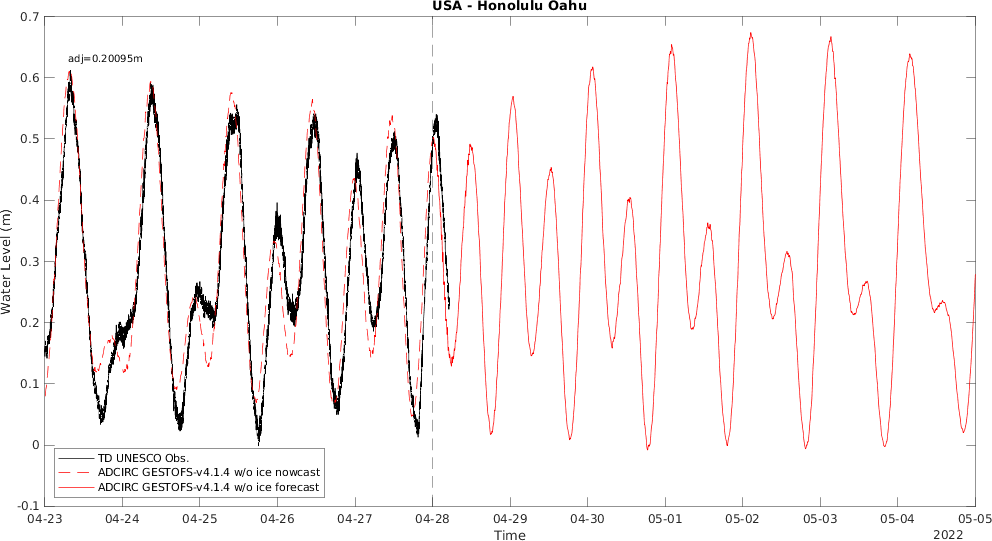 USA - Honolulu Oahu
adj=0.20095m
0.7
0.6
0.5
0.4
0.3
0.2
0.1
0
-0.1
Water Level (m)
TD UNESCO Obs.
ADCIRC GESTOFS-v4.1.4 w/o ice nowcast
ADCIRC GESTOFS-v4.1.4 w/o ice forecast
04-23 04-24 04-25 04-26 04-27 04-28 04-29 04-30 05-01 05-02 05-03 05-04 05-05
Time
2022